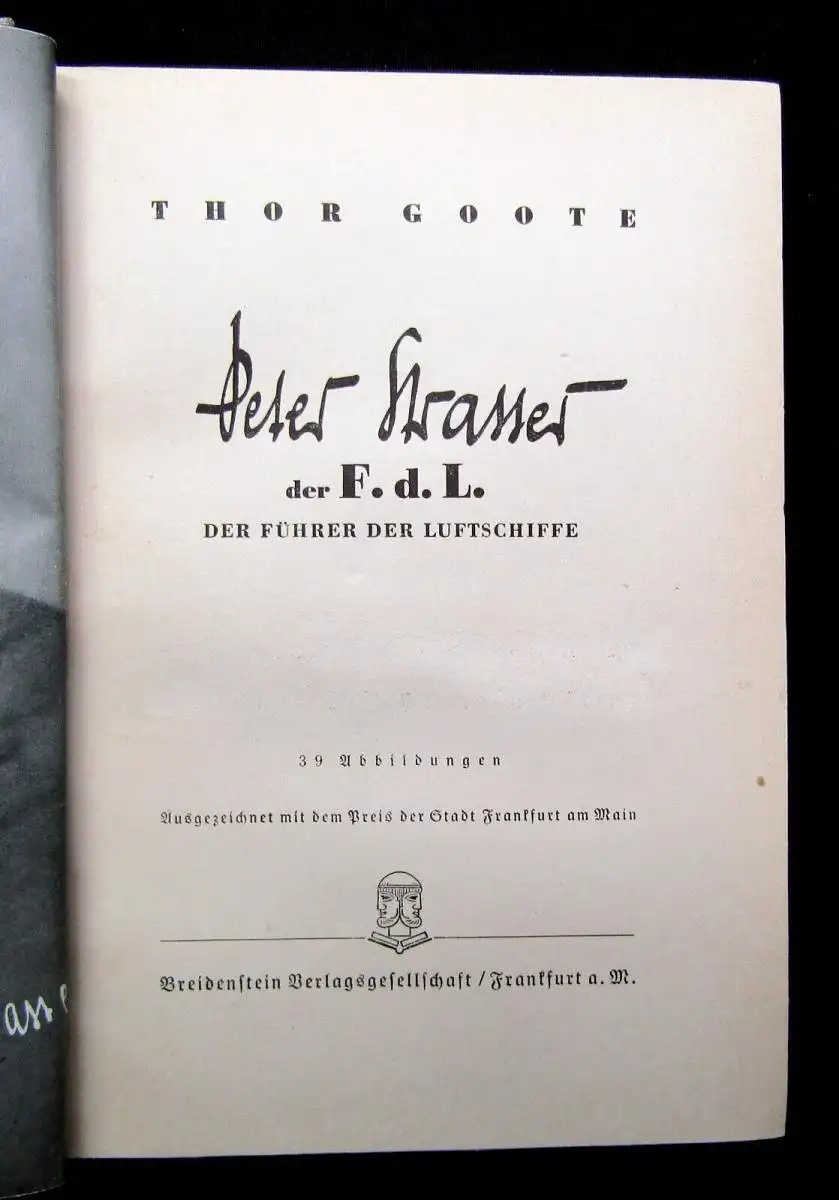 THOR GOOTE
Peter Strasser
der F. d. L.
DER FÜHRER DER LUFTSCHIFFE
39 Abbildungen
Ausgezeichnet mit dem Preis der Stadt Frankfurt am Main
Breidenstein Verlagsgesellschaft / Frankfurt a. M.